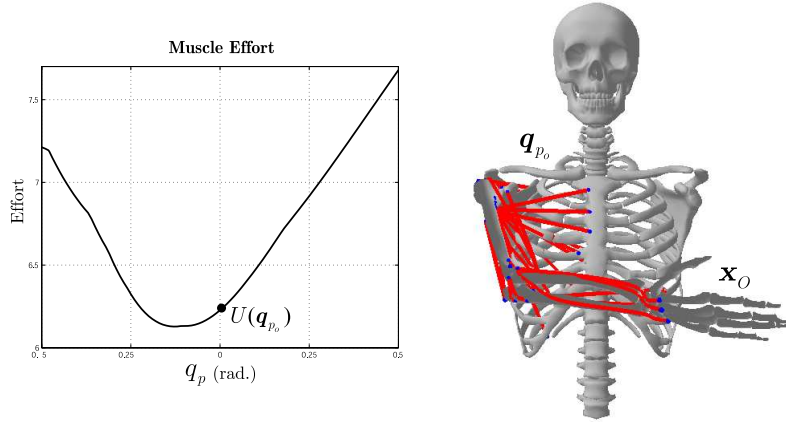 Muscle Effort
Effort
7.5
7
6.5
6
0.5
0.25
0
0.25
0.5
U(q_{p_o})
q_p (rad.)
q_{p_o}
x_O